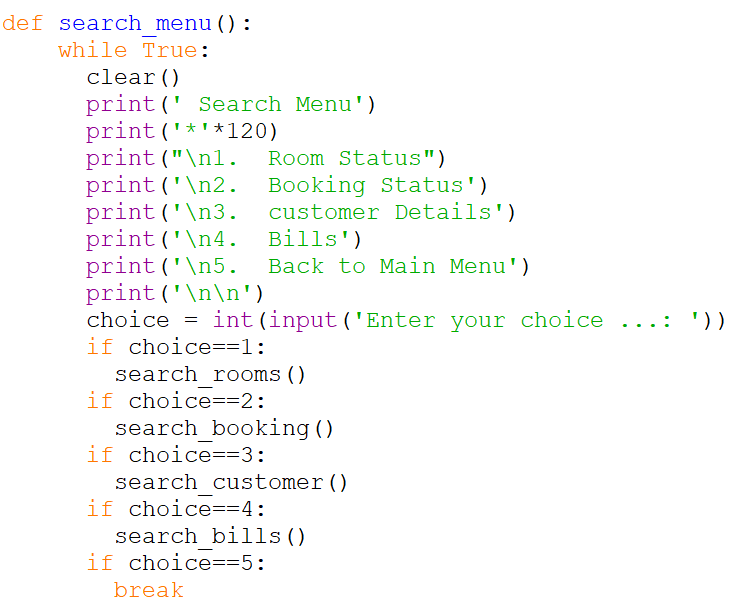 def search_menu():
    while True:
      clear()
      print(' Search Menu')
      print('*'*120)
      print("\n1.  Room Status")
      print('\n2.  Booking Status')
      print('\n3.  customer Details')
      print('\n4.  Bills')
      print('\n5.  Back to Main Menu')
      print('\n\n')
      choice = int(input('Enter your choice ...: '))
      if choice==1:
        search_rooms()
      if choice==2:
        search_booking()
      if choice==3:
        search_customer()
      if choice==4:
        search_bills()
      if choice==5:
        break